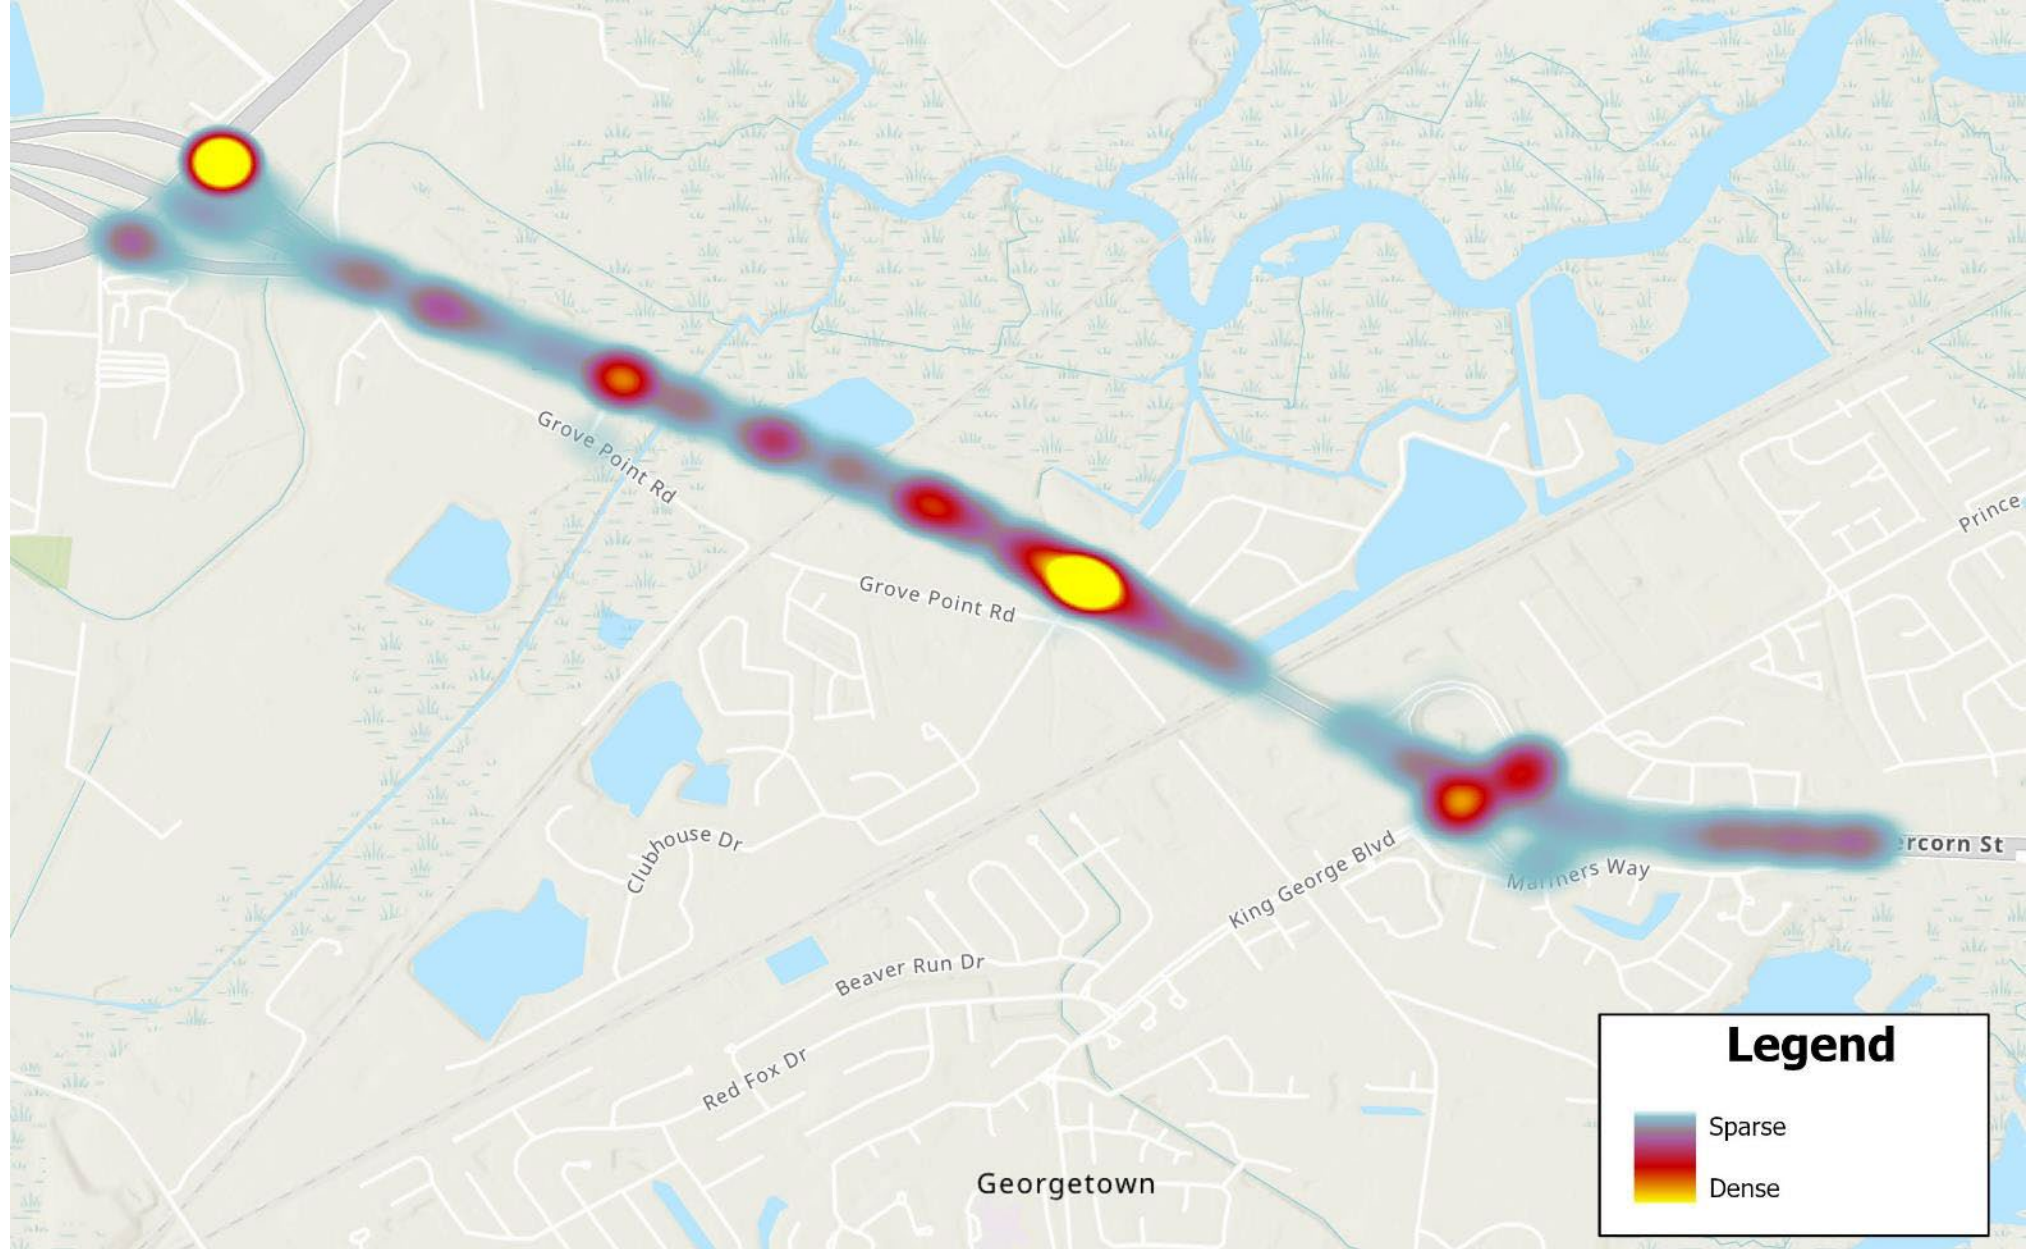 Grove Point Rd
Prince
Grove Point Rd
ercorn St
Mariners Way
Clubhouse Dr
King George Blvd
Beaver Run Dr
Red Fox Dr
Georgetown
Legend
Sparse
Dense